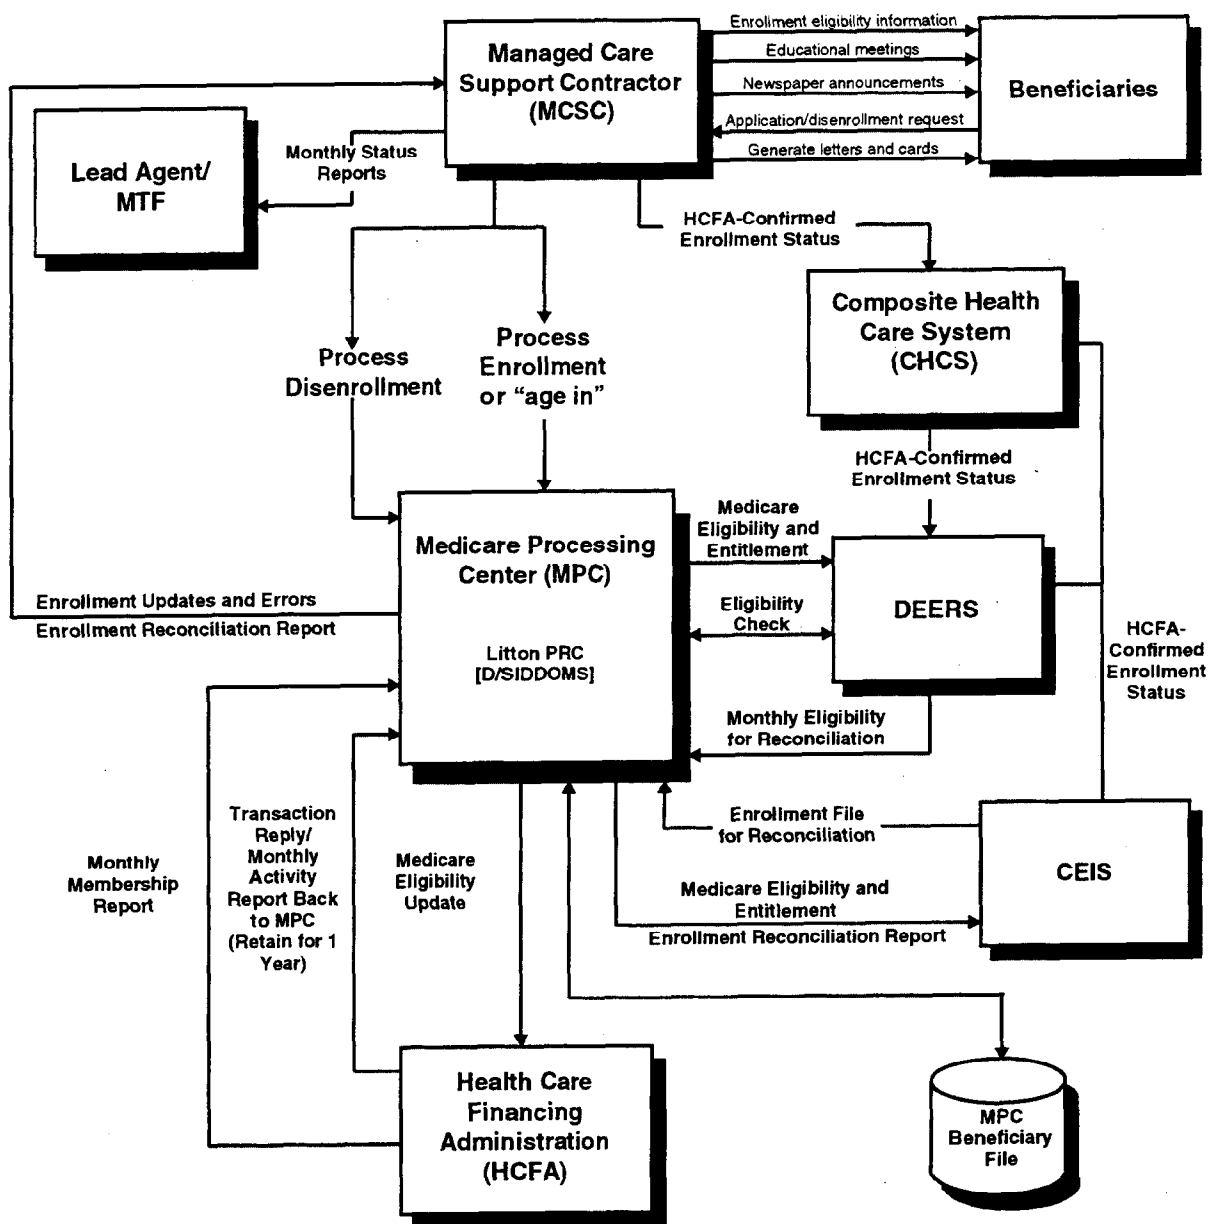 Enrollment eligibility information
Educational meetings
Newspaper announcements
Application/disenrollment request
Generate letters and cards
Managed Care
Support Contractor
(MCSC)
Beneficiaries
Lead Agent/
MTF
Monthly Status
Reports
HCFA-Confirmed
Enrollment Status
Composite Health
Care System
(CHCS)
Process
Disenrollment
Process
Enrollment
or “age in”
HCFA-Confirmed
Enrollment Status
Medicare Processing
Center (MPC)
Litton PRC
[D/SIDDOMS]
Medicare
Eligibility and
Entitlement
Eligibility
Check
DEERS
HCFA-
Confirmed
Enrollment
Status
Enrollment Updates and Errors
Enrollment Reconciliation Report
Monthly Eligibility
for Reconciliation
Enrollment File
for Reconciliation
Medicare Eligibility and
Entitlement
Enrollment Reconciliation Report
CEIS
Monthly
Membership
Report
Transaction
Reply/
Monthly
Activity
Report Back
to MPC
(Retain for 1
Year)
Medicare
Eligibility
Update
Health Care
Financing
Administration
(HCFA)
MPC
Beneficiary
File